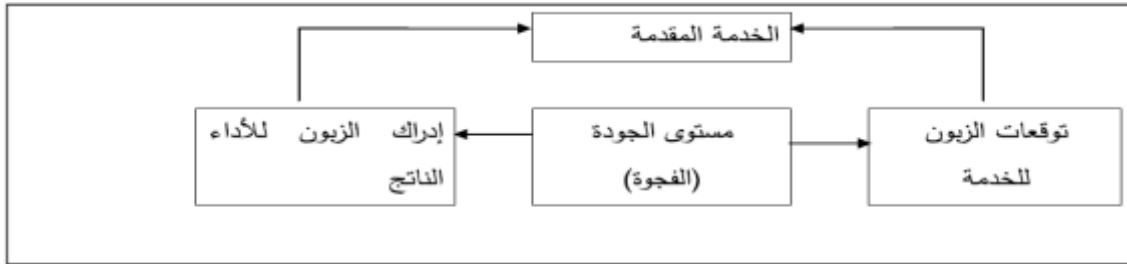 الخدمة المقدمة
توقعات الزبون
للخدمة
مستوى الجودة
(الفجوة)
إدراك الزبون للأداء
الناتج